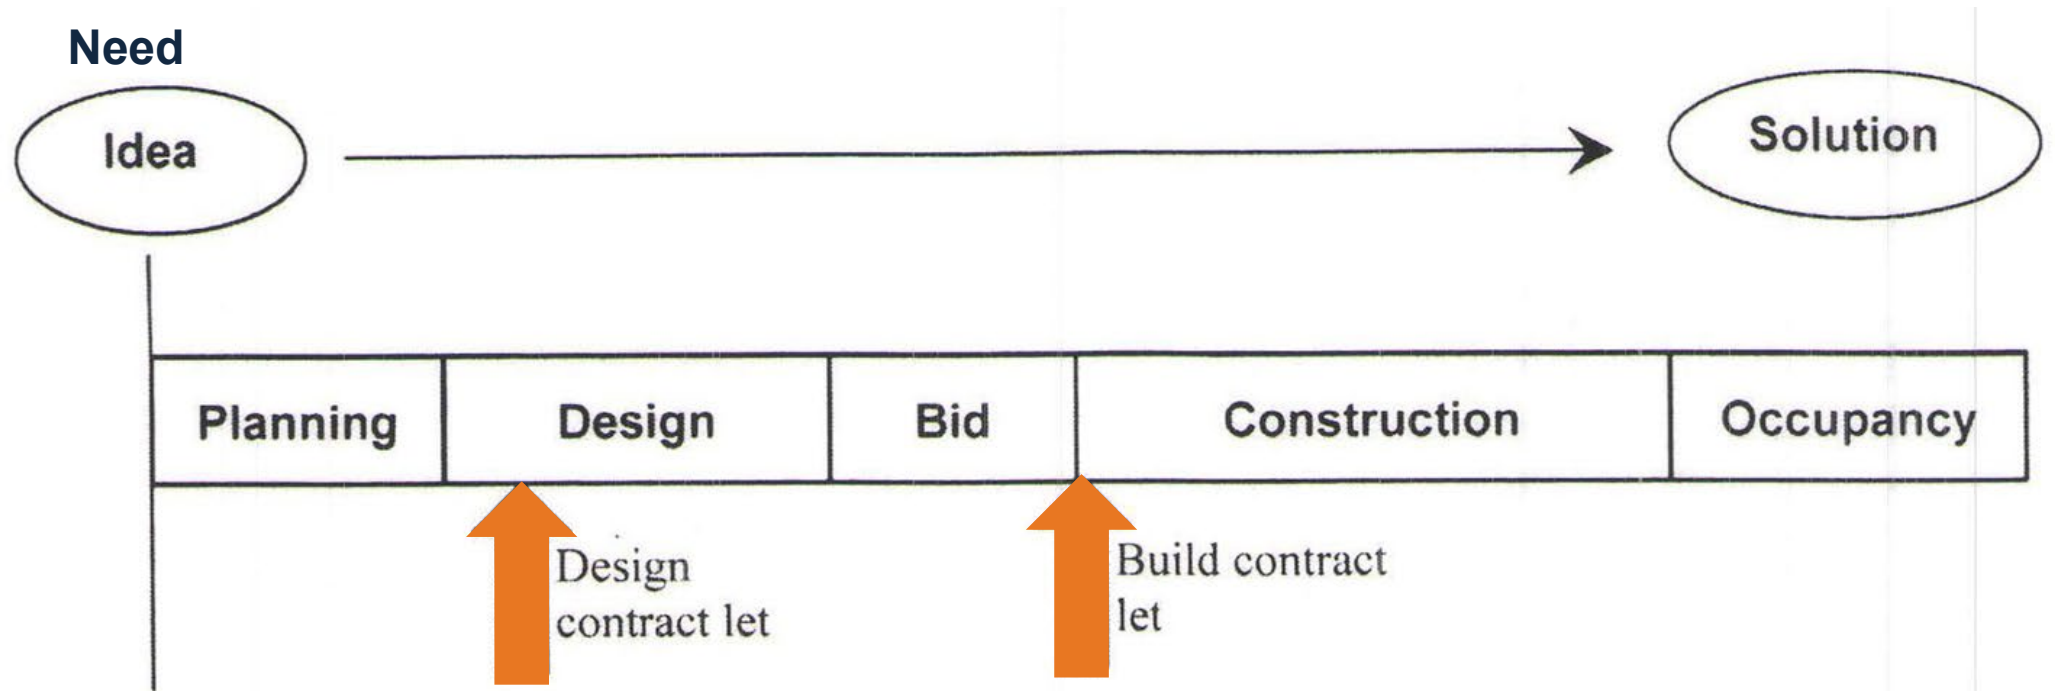 Need
Idea
Solution
Planning
Design
Bid
Construction
Occupancy
Design
contract let
Build contract
let